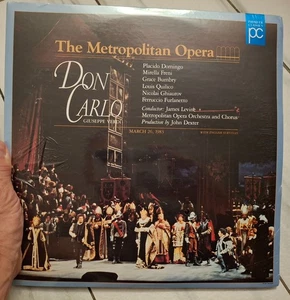 PIONEER
pc
The Metropolitan Opera
DON
CARLO
GIUSEPPE VERDI
Placido Domingo
Mirella Freni
Grace Bumbry
Louis Quilico
Nicolai Ghiaurov
Ferruccio Furlanetto
Conductor: James Levine
Metropolitan Opera Orchestra and Chorus
Production by John Dexter
MARCH 26, 1983